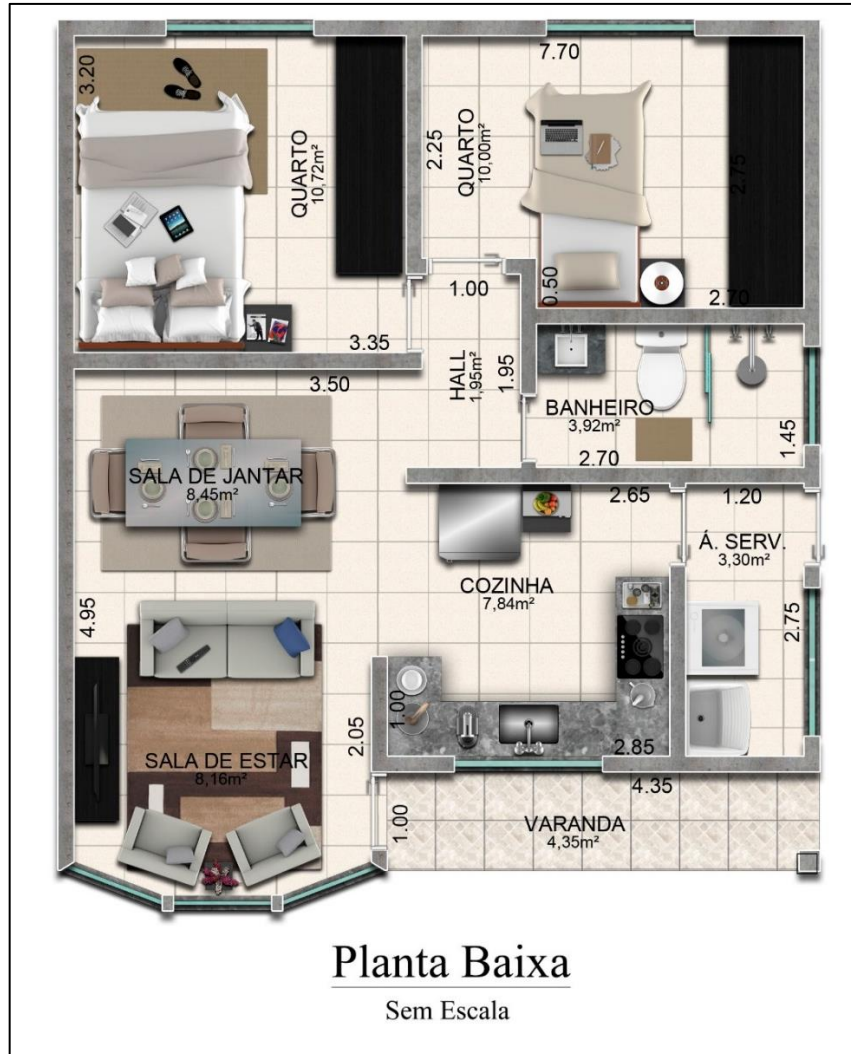 7.70
3.20
2.25
QUARTO
10,72m²
QUARTO
10,00m²
2.75
1.00
0.50
2.70
3.35
3.50
HALL
1,95m²
1.95
BANHEIRO
3,92m²
1.45
2.70
SALA DE JANTAR
8,45m²
2.65
1.20
Á. SERV.
3,30m²
COZINHA
7,84m²
4.95
2.75
1.00
2.05
2.85
SALA DE ESTAR
8,16m²
4.35
1.00
VARANDA
4,35m²
Planta Baixa
Sem Escala